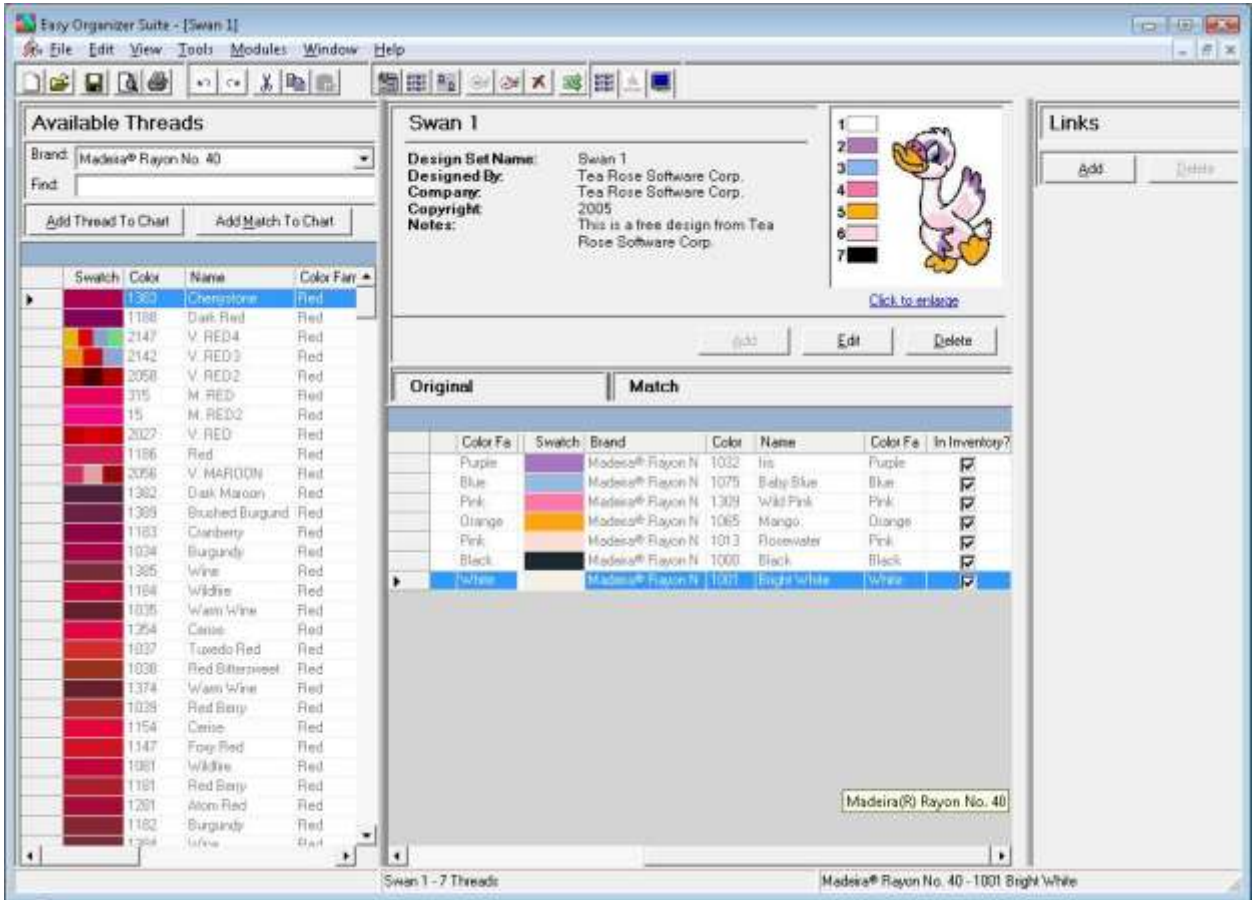 Easy Organizer Suite - [Swan 1]
File Edit View Tools Modules Window Help
Available Threads
Brand: Madeira® Rayon No. 40
Find:
Add Thread To Chart Add Match To Chart
Swatch Color Name Color Fam
1383 Cherrystone Red
1188 Dark Red Red
2147 V. RED4 Red
2142 V. RED3 Red
2058 V. RED2 Red
315 M. RED Red
15 M. RED2 Red
2027 V. RED Red
1186 Red Red
2056 V. MAROON Red
1382 Dark Maroon Red
1389 Brushed Burgund Red
1183 Cranberry Red
1034 Burgundy Red
1385 Wine Red
1184 Wildfire Red
1035 Warm Wine Red
1354 Cerise Red
1037 Tuxedo Red Red
1038 Red Bittersweet Red
1374 Warm Wine Red
1039 Red Berry Red
1154 Cerise Red
1147 Foxy Red Red
1081 Wildfire Red
1181 Red Berry Red
1281 Atom Red Red
1182 Burgundy Red
Wine Red
Swan 1
Design Set Name: Swan 1
Designed By: Tea Rose Software Corp.
Company: Tea Rose Software Corp.
Copyright: 2005
Notes: This is a free design from Tea
Rose Software Corp.
1
2
3
4
5
6
7
Click to enlarge
Add Edit Delete
Original Match
Color Fa Swatch Brand Color Name Color Fa In Inventory?
Purple Madeira® Rayon N 1032 Iris Purple
Blue Madeira® Rayon N 1075 Baby Blue Blue
Pink Madeira® Rayon N 1309 Wild Pink Pink
Orange Madeira® Rayon N 1065 Mango Orange
Pink Madeira® Rayon N 1013 Rosewater Pink
Black Madeira® Rayon N 1000 Black Black
White Madeira® Rayon N 1001 Bright White White
Madeira(R) Rayon No. 40
Links
Add Delete
Swan 1 - 7 Threads
Madeira® Rayon No. 40 - 1001 Bright White